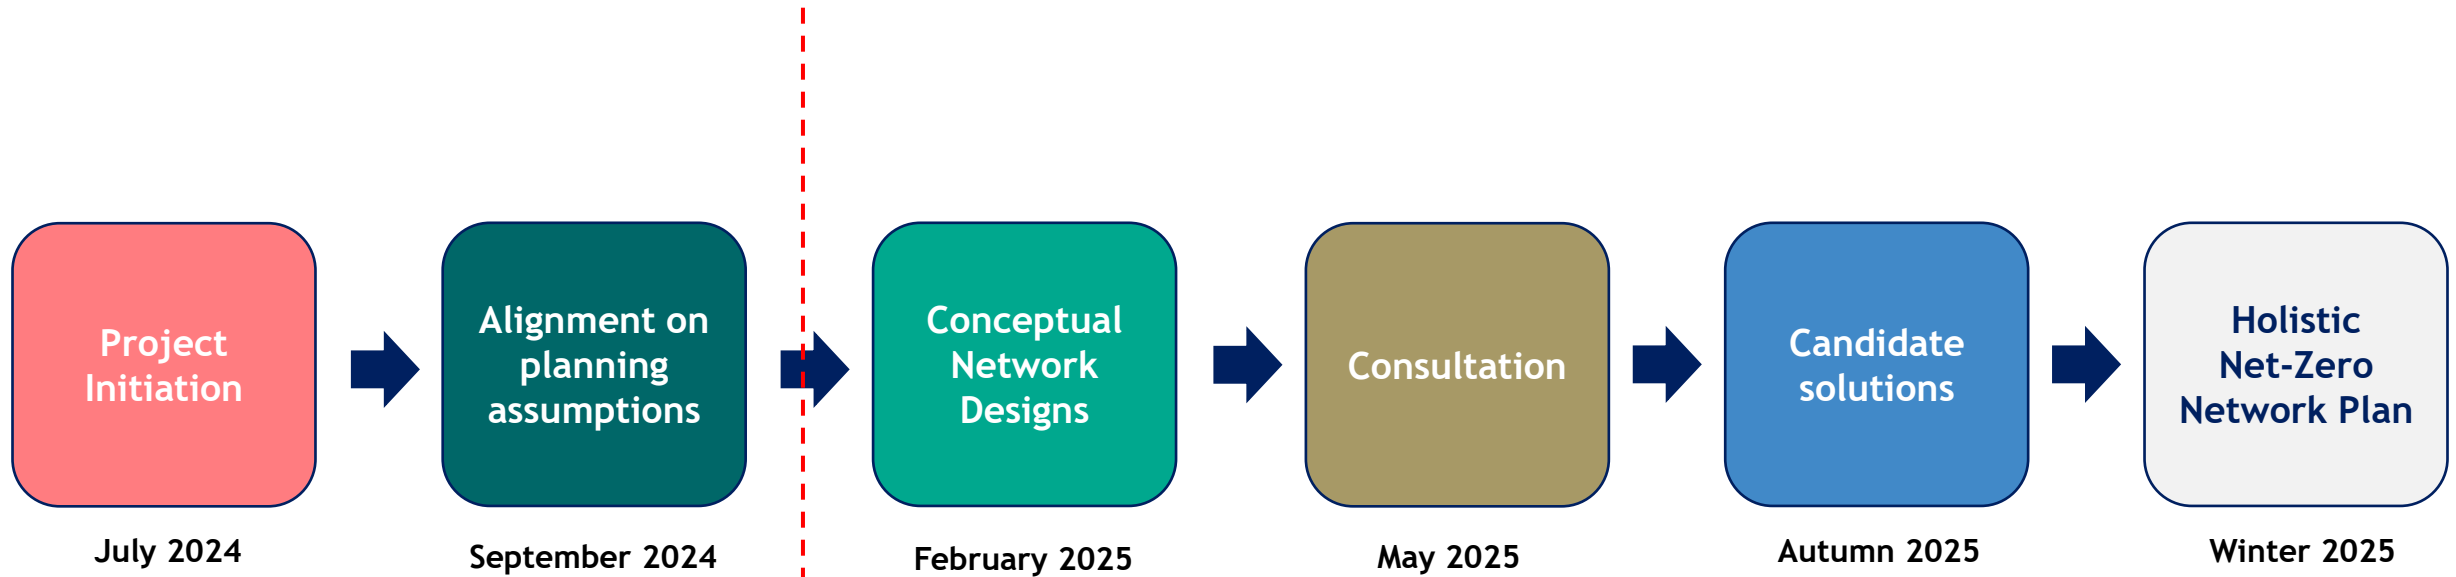 Project
Initiation
July 2024
Alignment on
planning
assumptions
September 2024
Conceptual
Network
Designs
February 2025
Consultation
May 2025
Candidate
solutions
Autumn 2025
Holistic
Net-Zero
Network Plan
Winter 2025